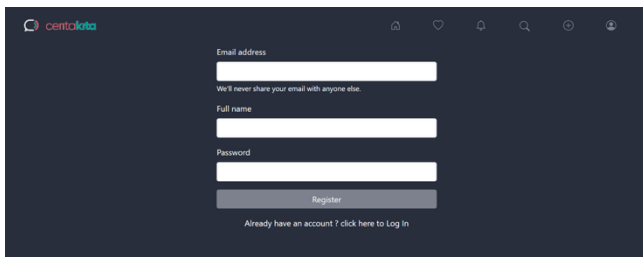 centakata
Email address
We'll never share your email with anyone else.
Full name
Password
Register
Already have an account ? click here to Log In